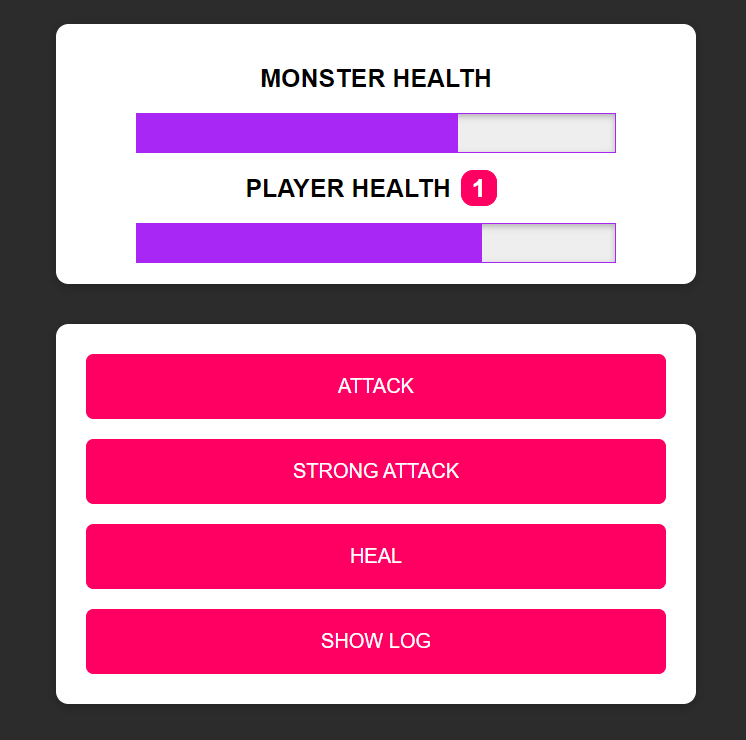 MONSTER HEALTH
PLAYER HEALTH 1
ATTACK
STRONG ATTACK
HEAL
SHOW LOG